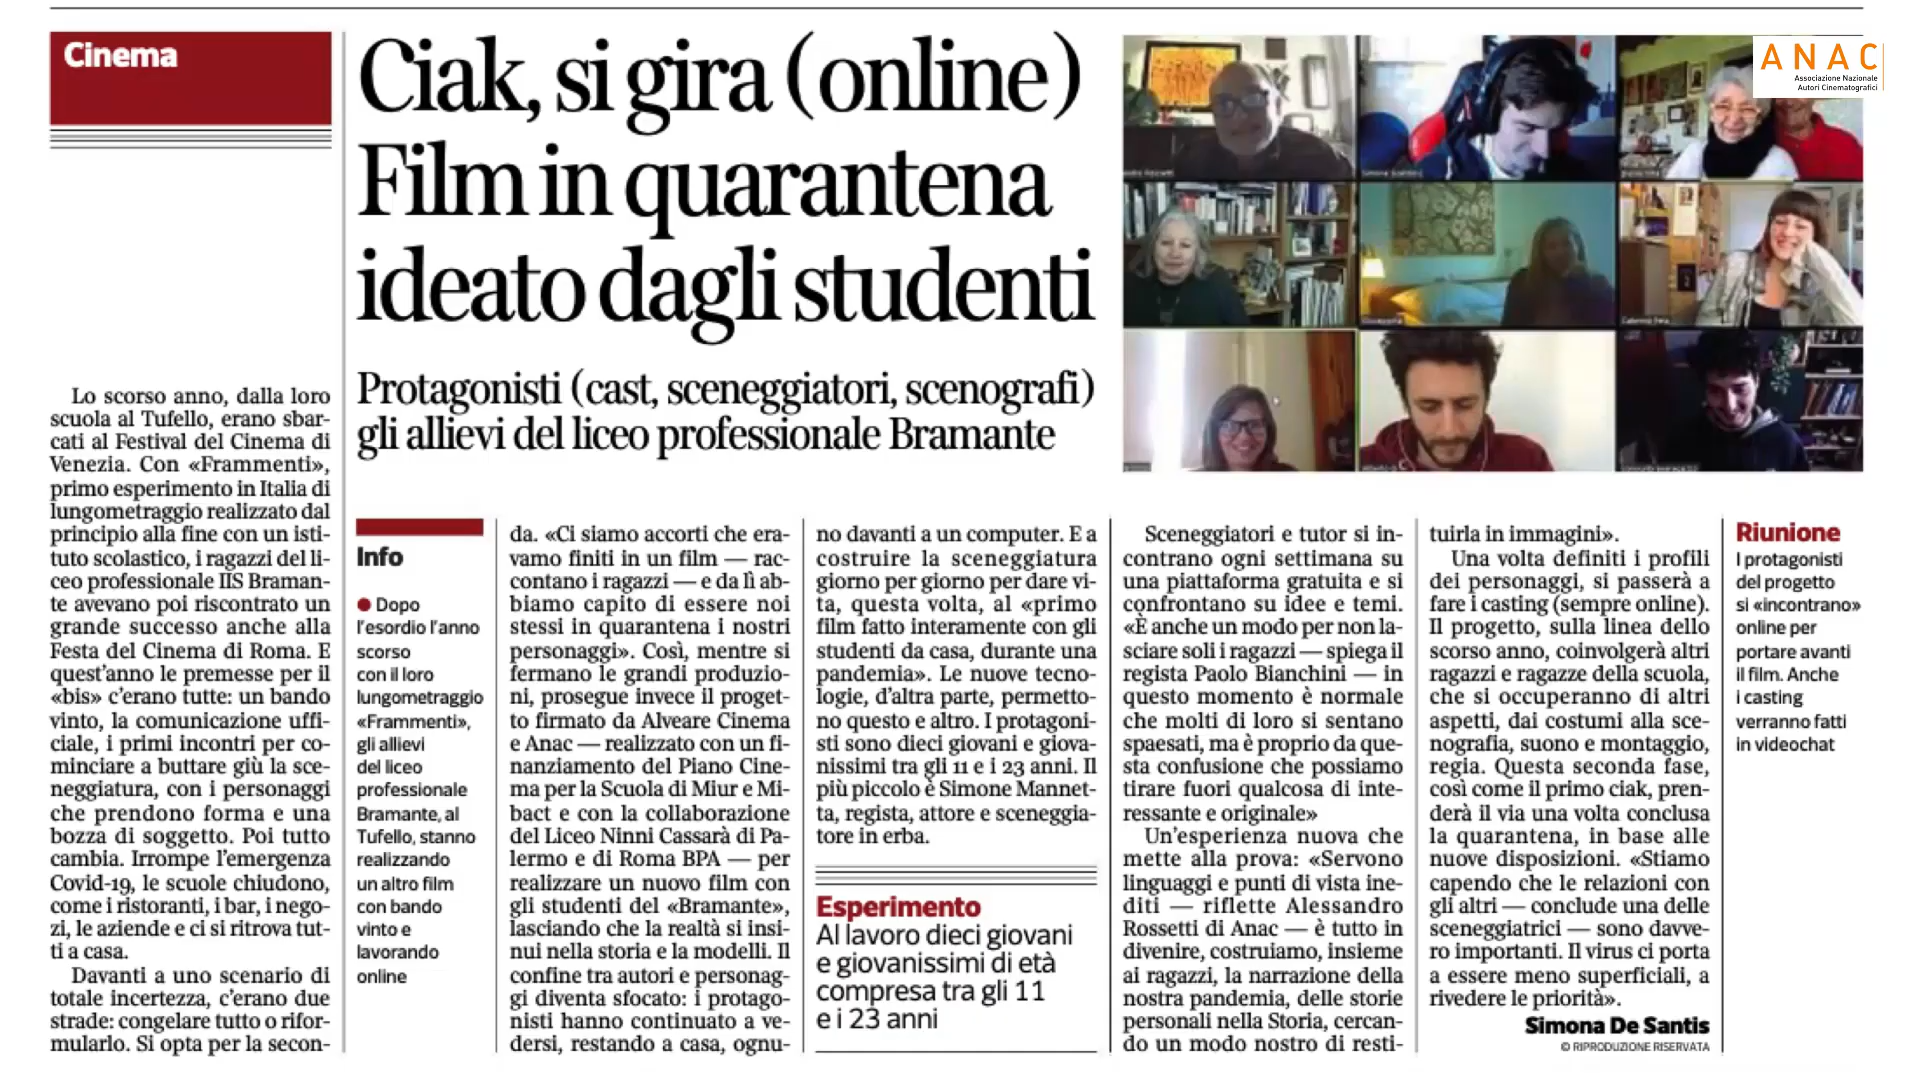 Cinema
Ciak, si gira (online)
Film in quarantena
ideato dagli studenti
Protagonisti (cast, sceneggiatori, scenografi)
gli allievi del liceo professionale Bramante
ANAC
Associazione Nazionale
Autori Cinematografici
Lo scorso anno, dalla loro
scuola al Tufello, erano sbar-
cati al Festival del Cinema di
Venezia. Con «Frammenti»,
primo esperimento in Italia di
lungometraggio realizzato dal
principio alla fine con un isti-
tuto scolastico, i ragazzi del li-
ceo professionale IIS Braman-
te avevano poi riscontrato un
grande successo anche alla
Festa del Cinema di Roma. E
quest'anno le premesse per il
«bis» c'erano tutte: un bando
vinto, la comunicazione uffi-
ciale, i primi incontri per co-
minciare a buttare giù la sce-
neggiatura, con i personaggi
che prendono forma e una
bozza di soggetto. Poi tutto
cambia. Irrompe l'emergenza
Covid-19, le scuole chiudono,
come i ristoranti, i bar, i nego-
zi, le aziende e ci si ritrova tut-
ti a casa.
Davanti a uno scenario di
totale incertezza, c'erano due
strade: congelare tutto o rifor-
mularlo. Si opta per la secon-
Info
● Dopo
l'esordio l'anno
scorso
con il loro
lungometraggio
«Frammenti»,
gli allievi
del liceo
professionale
Bramante, al
Tufello, stanno
realizzando
un altro film
con bando
vinto e
lavorando
online
da. «Ci siamo accorti che era-
vamo finiti in un film — rac-
contano i ragazzi — e da lì ab-
biamo capito di essere noi
stessi in quarantena i nostri
personaggi». Così, mentre si
fermano le grandi produzio-
ni, prosegue invece il proget-
to firmato da Alveare Cinema
e Anac — realizzato con un fi-
nanziamento del Piano Cine-
ma per la Scuola di Miur e Mi-
bact e con la collaborazione
del Liceo Ninni Cassarà di Pa-
lermo e di Roma BPA — per
realizzare un nuovo film con
gli studenti del «Bramante»,
lasciando che la realtà si insi-
nui nella storia e la modelli. Il
confine tra autori e personag-
gi diventa sfocato: i protago-
nisti hanno continuato a ve-
dersi, restando a casa, ognu-
no davanti a un computer. E a
costruire la sceneggiatura
giorno per giorno per dare vi-
ta, questa volta, al «primo
film fatto interamente con gli
studenti da casa, durante una
pandemia». Le nuove tecno-
logie, d'altra parte, permetto-
no questo e altro. I protagoni-
sti sono dieci giovani e giova-
nissimi tra gli 11 e i 23 anni. Il
più piccolo è Simone Mannet-
ta, regista, attore e sceneggia-
tore in erba.
Esperimento
Al lavoro dieci giovani
e giovanissimi di età
compresa tra gli 11
e i 23 anni
Sceneggiatori e tutor si in-
contrano ogni settimana su
una piattaforma gratuita e si
confrontano su idee e temi.
«È anche un modo per non la-
sciare soli i ragazzi — spiega il
regista Paolo Bianchini — in
questo momento è normale
che molti di loro si sentano
spaesati, ma è proprio da que-
sta confusione che possiamo
tirare fuori qualcosa di inte-
ressante e originale»
Un'esperienza nuova che
mette alla prova: «Servono
linguaggi e punti di vista ine-
diti — riflette Alessandro
Rossetti di Anac — è tutto in
divenire, costruiamo, insieme
ai ragazzi, la narrazione della
nostra pandemia, delle storie
personali nella Storia, cercan-
do un modo nostro di resti-
tuirla in immagini».
Una volta definiti i profili
dei personaggi, si passerà a
fare i casting (sempre online).
Il progetto, sulla linea dello
scorso anno, coinvolgerà altri
ragazzi e ragazze della scuola,
che si occuperanno di altri
aspetti, dai costumi alla sce-
nografia, suono e montaggio,
regia. Questa seconda fase,
così come il primo ciak, pren-
derà il via una volta conclusa
la quarantena, in base alle
nuove disposizioni. «Stiamo
capendo che le relazioni con
gli altri — conclude una delle
sceneggiatrici — sono davve-
ro importanti. Il virus ci porta
a essere meno superficiali, a
rivedere le priorità».
Simona De Santis
© RIPRODUZIONE RISERVATA
Riunione
I protagonisti
del progetto
si «incontrano»
online per
portare avanti
il film. Anche
i casting
verranno fatti
in videochat